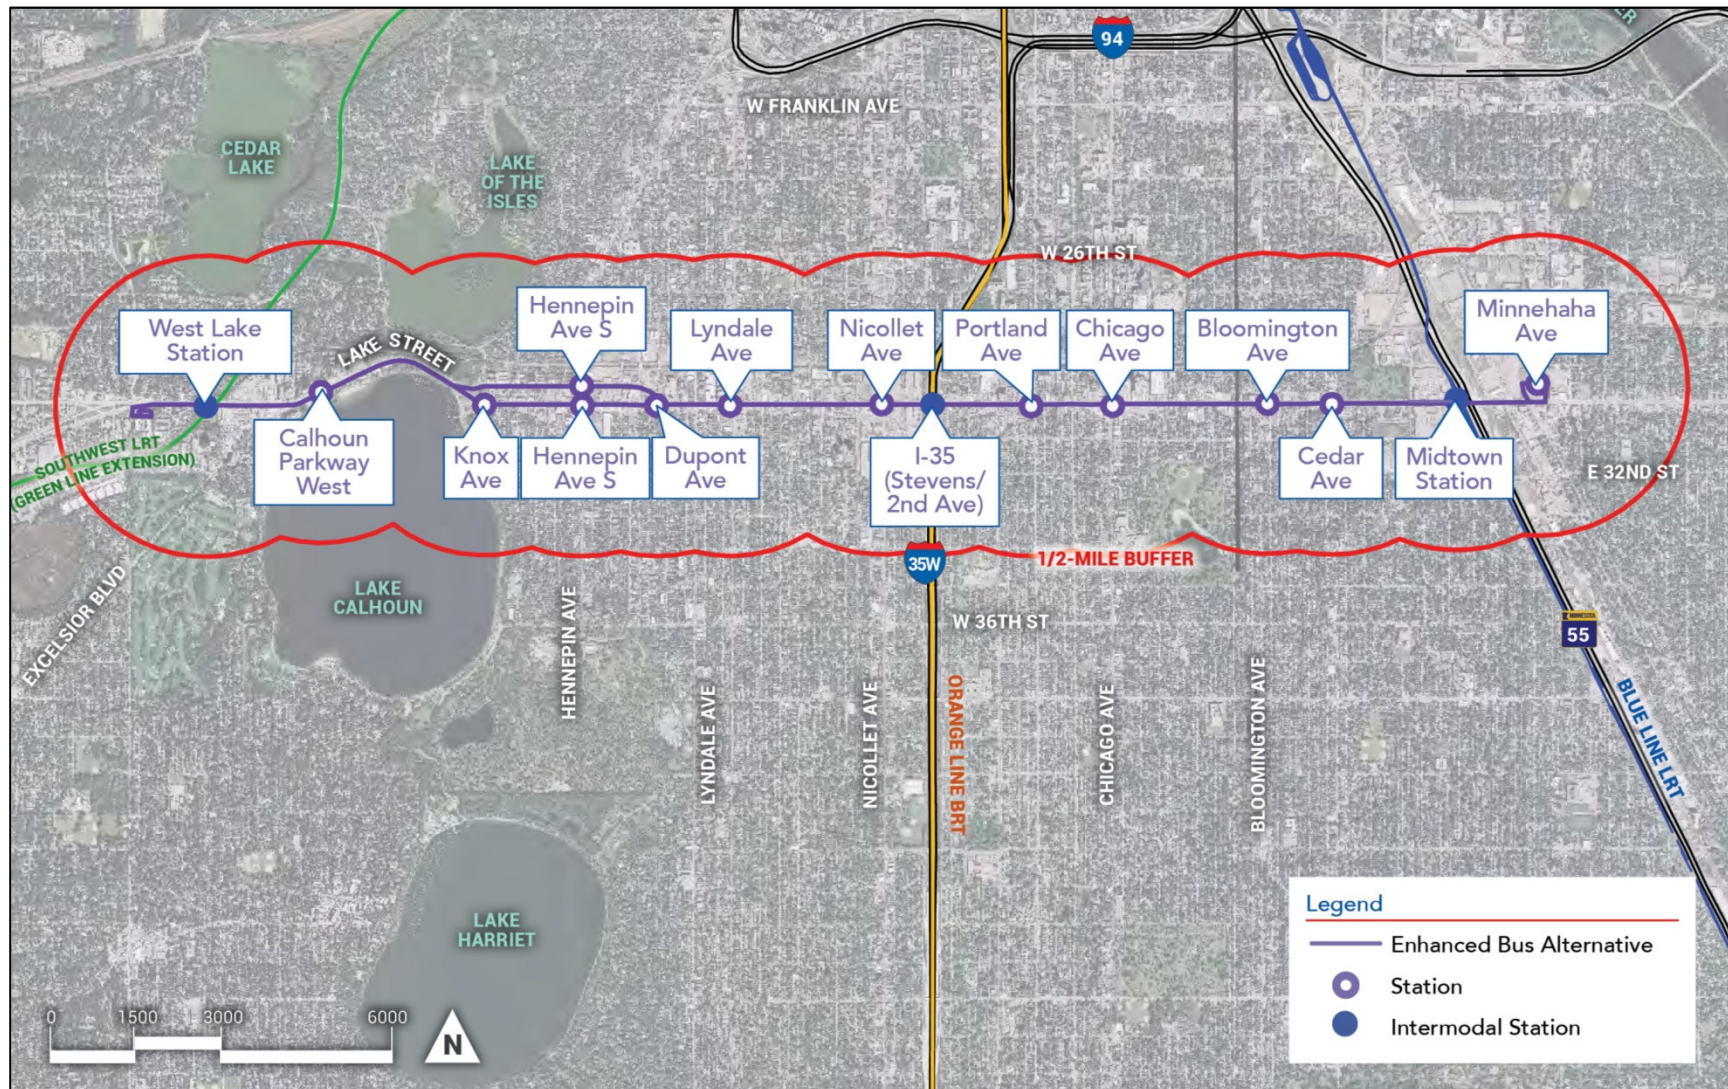 94
ER
W FRANKLIN AVE
CEDAR
LAKE
LAKE
OF THE
ISLES
W 26TH ST
West Lake
Station
LAKE STREET
Hennepin
Ave S
Lyndale
Ave
Nicollet
Ave
Portland
Ave
Chicago
Ave
Bloomington
Ave
Minnehaha
Ave
SOUTHWEST LRT
(GREEN LINE EXTENSION)
Calhoun
Parkway
West
Knox
Ave
Hennepin
Ave S
Dupont
Ave
I-35
(Stevens/
2nd Ave)
Cedar
Ave
Midtown
Station
E 32ND ST
35W
1/2-MILE BUFFER
EXCELSIOR BLVD
LAKE
CALHOUN
HENNEPIN AVE
W 36TH ST
MINNESOTA
55
LYNDALE AVE
NICOLLET AVE
ORANGE LINE BRT
CHICAGO AVE
BLOOMINGTON AVE
BLUE LINE LRT
LAKE
HARRIET
Legend
Enhanced Bus Alternative
Station
Intermodal Station
0 1500 3000 6000
N